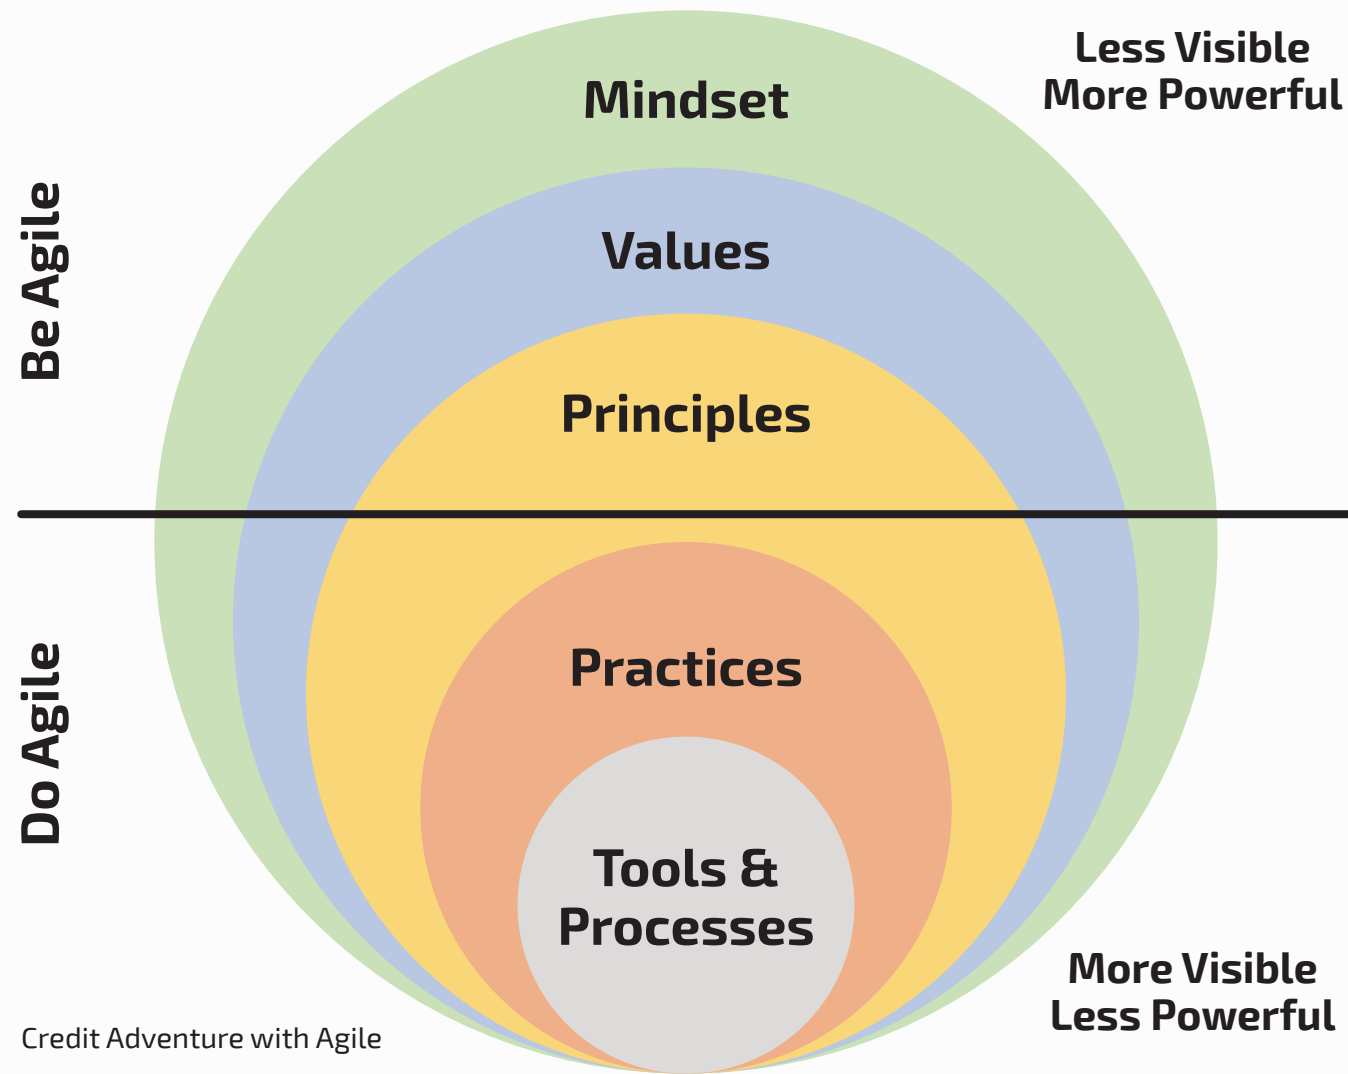 Less Visible
More Powerful
Mindset
Values
Be Agile
Principles
Practices
Do Agile
Tools &
Processes
More Visible
Less Powerful
Credit Adventure with Agile